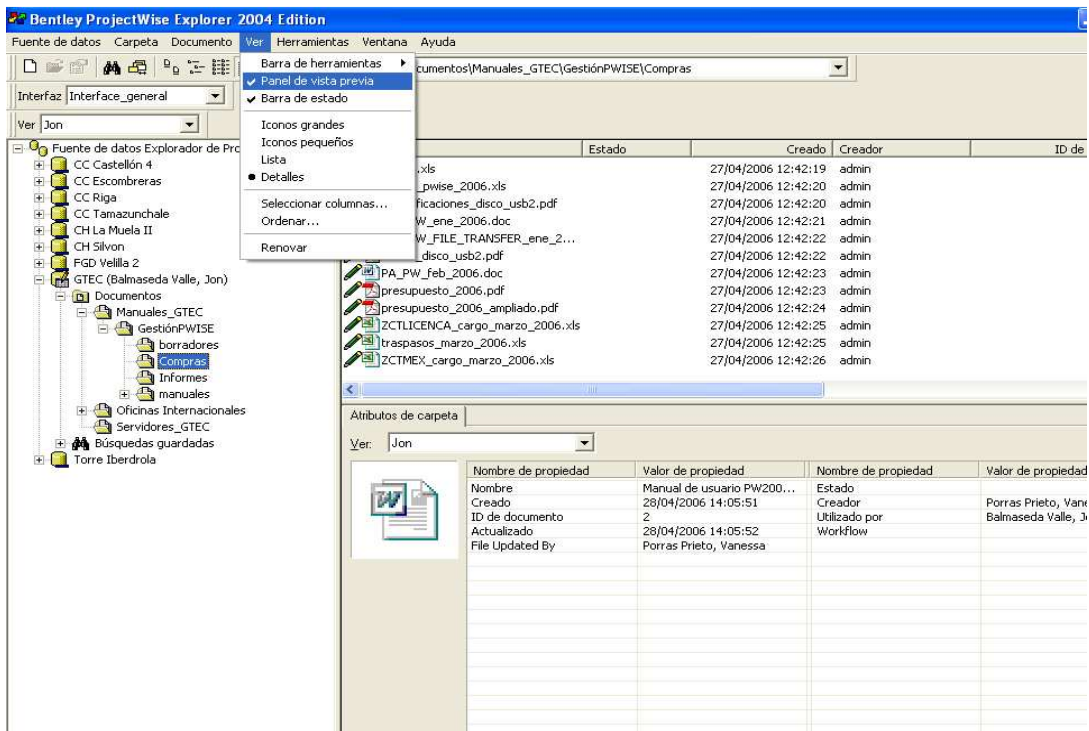 Bentley ProjectWise Explorer 2004 Edition
Fuente de datos Carpeta Documento Ver Herramientas Ventana Ayuda
Barra de herramientas
Panel de vista previa
Barra de estado
Iconos grandes
Iconos pequeños
Lista
Detalles
Seleccionar columnas...
Ordenar...
Renovar
cumentos\Manuales_GTEC\GestiónPWISE\Compras
Interfaz Interface_general
Ver Jon
Fuente de datos Explorador de Pro
CC Castellón 4
CC Escombreras
CC Riga
CC Tamazunchale
CH La Muela II
CH Silvon
FGD Velilla 2
GTEC (Balmaseda Valle, Jon)
Documentos
Manuales_GTEC
GestiónPWISE
borradores
Compras
Informes
manuales
Oficinas Internacionales
Servidores_GTEC
Búsquedas guardadas
Torre Iberdrola
Estado Creado Creador ID de
.xls 27/04/2006 12:42:19 admin
_pwise_2006.xls 27/04/2006 12:42:20 admin
ficaciones_disco_usb2.pdf 27/04/2006 12:42:20 admin
W_ene_2006.doc 27/04/2006 12:42:21 admin
W_FILE_TRANSFER_ene_2... 27/04/2006 12:42:22 admin
_disco_usb2.pdf 27/04/2006 12:42:22 admin
PA_PW_feb_2006.doc 27/04/2006 12:42:23 admin
presupuesto_2006.pdf 27/04/2006 12:42:23 admin
presupuesto_2006_ampliado.pdf 27/04/2006 12:42:24 admin
ZCTLICENCA_cargo_marzo_2006.xls 27/04/2006 12:42:25 admin
traspasos_marzo_2006.xls 27/04/2006 12:42:25 admin
ZCTMEX_cargo_marzo_2006.xls 27/04/2006 12:42:26 admin
Atributos de carpeta
Ver: Jon
Nombre de propiedad Valor de propiedad Nombre de propiedad Valor de propiedad
Nombre Manual de usuario PW200... Estado
Creado 28/04/2006 14:05:51 Creador Porras Prieto, Vane
ID de documento 2 Utilizado por Balmaseda Valle, J
Actualizado 28/04/2006 14:05:52 Workflow
File Updated By Porras Prieto, Vanessa